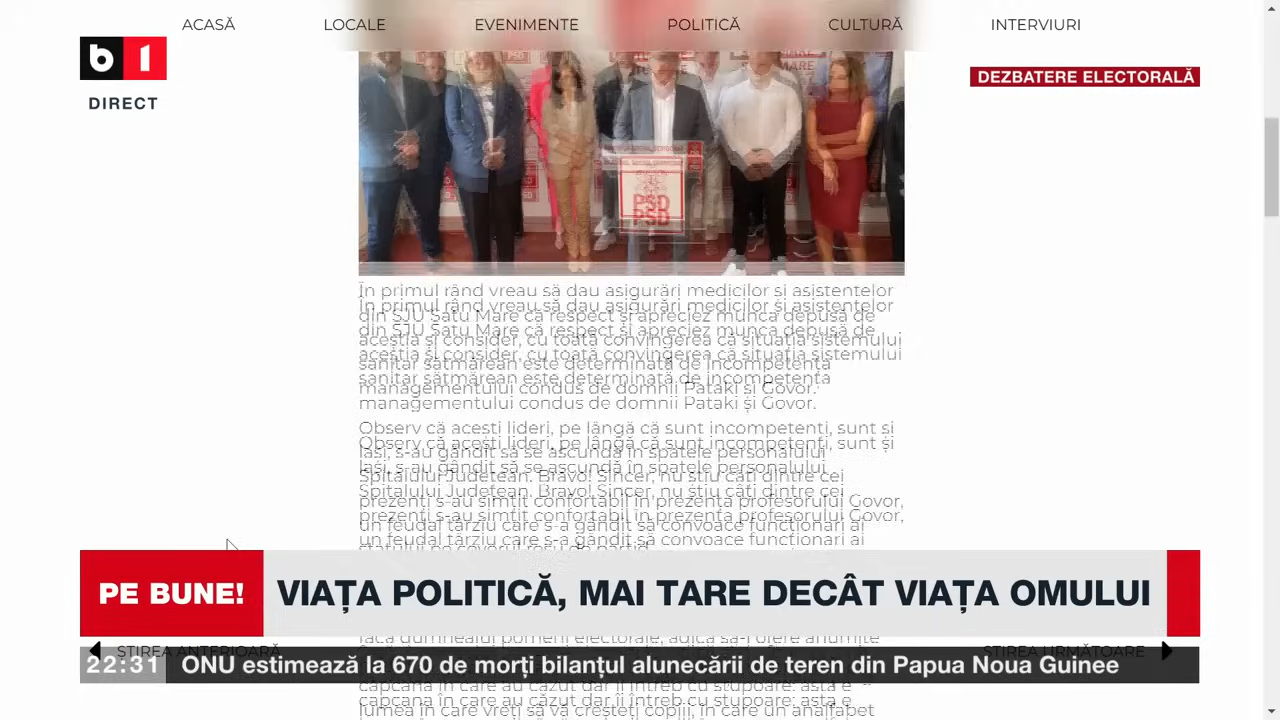 ACASĂ LOCALE EVENIMENTE POLITICĂ CULTURĂ INTERVIURI
b1
DIRECT
DEZBATERE ELECTORALĂ
PSD
În primul rând vreau să dau asigurări medicilor și asistentelor
din SJU Satu Mare că respect și apreciez munca depusă de
aceștia și consider, cu toată convingerea că situația sistemului
sanitar sătmărean este determinată de incompetența
managementului condus de domnii Pataki și Govor.
Observ că acești lideri, pe lângă că sunt incompetenți, sunt și
lași, s-au gândit să se ascundă în spatele personalului
Spitalului Județean. Bravo! Sincer, nu știu câți dintre cei
prezenți s-au simțit confortabil în prezența profesorului Govor,
un feudal târziu care s-a gândit să convoace funcționari ai
PE BUNE!
VIAȚA POLITICĂ, MAI TARE DECÂT VIAȚA OMULUI
STIREA ANTERIOARĂ STIREA URMĂTOARE
22:31 ONU estimează la 670 de morți bilanțul alunecării de teren din Papua Noua Guinee
capcana în care au căzut dar îi întreb cu stupoare: asta e
lumea în care vreți să vă creșteți copiii, în care un analfabet